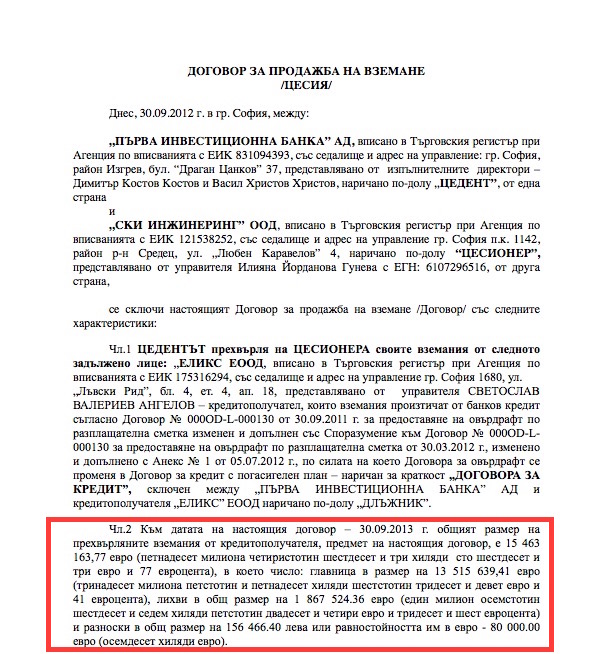 ДОГОВОР ЗА ПРОДАЖБА НА ВЗЕМАНЕ
/ЦЕСИЯ/
Днес, 30.09.2012 г. в гр. София, между:
„ПЪРВА ИНВЕСТИЦИОННА БАНКА” АД, вписано в Търговския регистър при
Агенция по вписванията с ЕИК 831094393, със седалище и адрес на управление: гр. София,
район Изгрев, бул. “Драган Цанков” 37, представлявано от изпълнителните директори –
Димитър Костов Костов и Васил Христов Христов, наричано по-долу „ЦЕДЕНТ”, от една
страна
и
„СКИ ИНЖИНЕРИНГ” ООД, вписано в Търговския регистър при Агенция по
вписванията с ЕИК 121538252, със седалище и адрес на управление гр. София п.к. 1142,
район р-н Средец, ул. „Любен Каравелов” 4, наричано по-долу “ЦЕСИОНЕР”,
представлявано от управителя Илияна Йорданова Гунева с ЕГН: 6107296516, от друга
страна,
се сключи настоящият Договор за продажба на вземане /Договор/ със следните
характеристики:
Чл.1 ЦЕДЕНТЪТ прехвърля на ЦЕСИОНЕРА своите вземания от следното
задължено лице: „ЕЛИКС ЕООД, вписано в Търговския регистър при Агенция по
вписванията с ЕИК 175316294, със седалище и адрес на управление гр. София 1680, ул.
„Лъвски Рид”, бл. 4, ет. 4, ап. 18, представлявано от управителя СВЕТОСЛАВ
ВАЛЕРИЕВ АНГЕЛОВ – кредитополучател, които вземания произтичат от банков кредит
съгласно Договор № 000OD-L-000130 от 30.09.2011 г. за предоставяне на овърдрафт по
разплащателна сметка изменен и допълнен със Споразумение към Договор № 000OD-L-
000130 за предоставяне на овърдрафт по разплащателна сметка от 30.03.2012 г., изменено
и допълнено с Анекс № 1 от 05.07.2012 г., по силата на което Договора за овърдрафт се
променя в Договор за кредит с погасителен план – наричан за краткост „ДОГОВОРА ЗА
КРЕДИТ”, сключен между „ПЪРВА ИНВЕСТИЦИОННА БАНКА” АД и
кредитополучателя „ЕЛИКС” ЕООД наричано по-долу „ДЛЪЖНИК”.
Чл.2 Към датата на настоящия договор – 30.09.2013 г. общият размер на
прехвърляните вземания от кредитополучателя, предмет на настоящия договор, е 15 463
163,77 евро (петнадесет милиона четиристотин шестдесет и три хиляди сто шестдесет и
три евро и 77 евроцента), в което число: главница в размер на 13 515 639,41 евро
(тринадесет милиона петстотин и петнадесет хиляди шестстотин тридесет и девет евро и
41 евроцента), лихви в общ размер на 1 867 524.36 евро (един милион осемстотин
шестдесет и седем хиляди петстотин двадесет и четири евро и тридесет и шест евроцента)
и разноски в общ размер на 156 466.40 лева или равностойността им в евро - 80 000.00
евро (осемдесет хиляди евро).